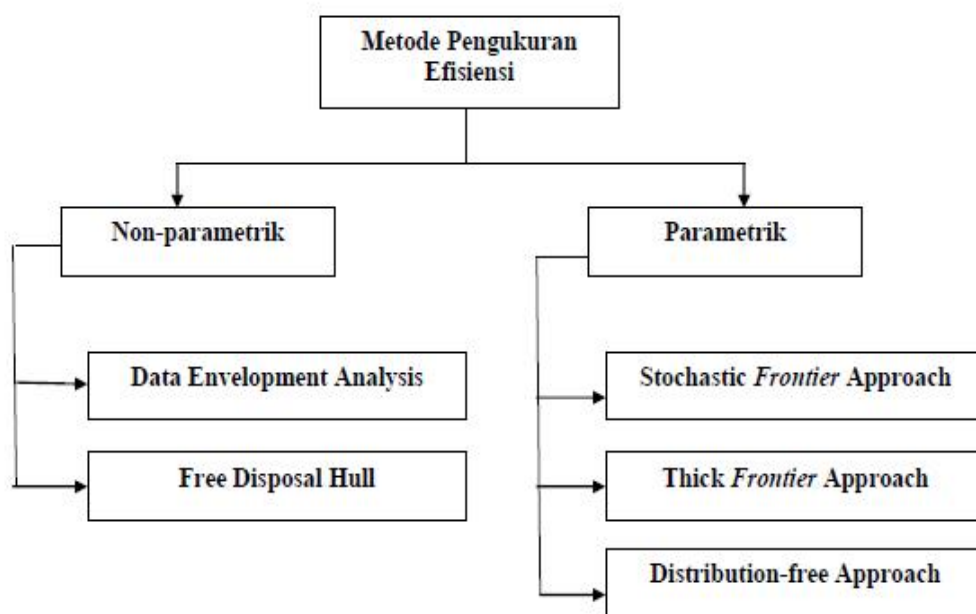 Metode Pengukuran
Efisiensi
Non-parametrik
Parametrik
Data Envelopment Analysis
Stochastic Frontier Approach
Free Disposal Hull
Thick Frontier Approach
Distribution-free Approach